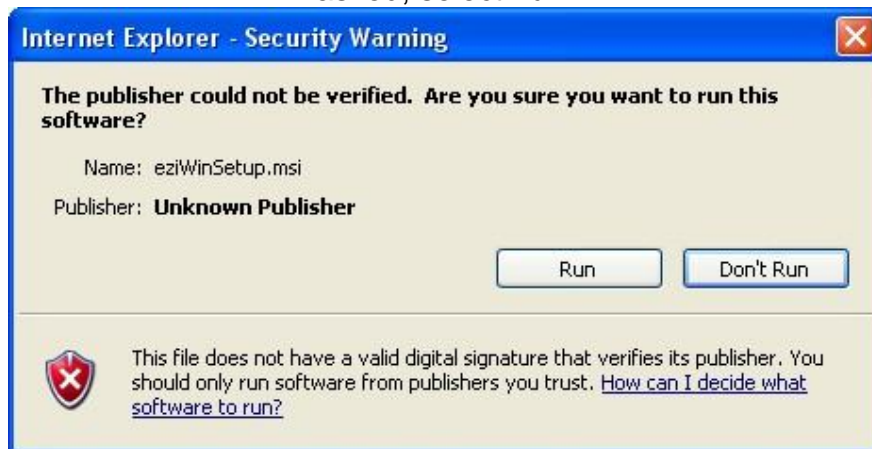 Internet Explorer - Security Warning
The publisher could not be verified. Are you sure you want to run this
software?
Name: eziWinSetup.msi
Publisher: Unknown Publisher
Run Don't Run
This file does not have a valid digital signature that verifies its publisher. You
should only run software from publishers you trust. How can I decide what
software to run?